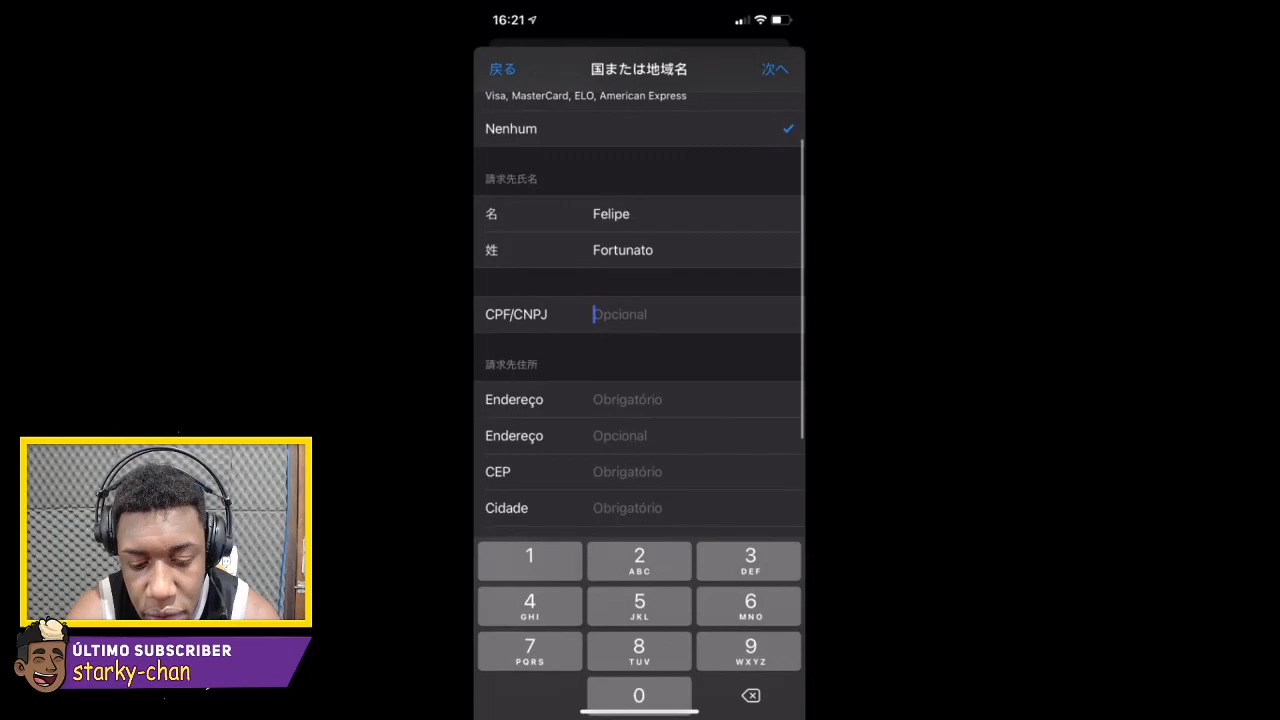 16:21
戻る 国または地域名 次へ
Visa, MasterCard, ELO, American Express
Nenhum
請求先氏名
名 Felipe
姓 Fortunato
CPF/CNPJ Opcional
請求先住所
Endereço Obrigatório
Endereço Opcional
CEP Obrigatório
Cidade Obrigatório
1 2 3
ABC DEF
4 5 6
GHI JKL MNO
7 8 9
PQRS TUV WXYZ
0
ÚLTIMO SUBSCRIBER
starky-chan